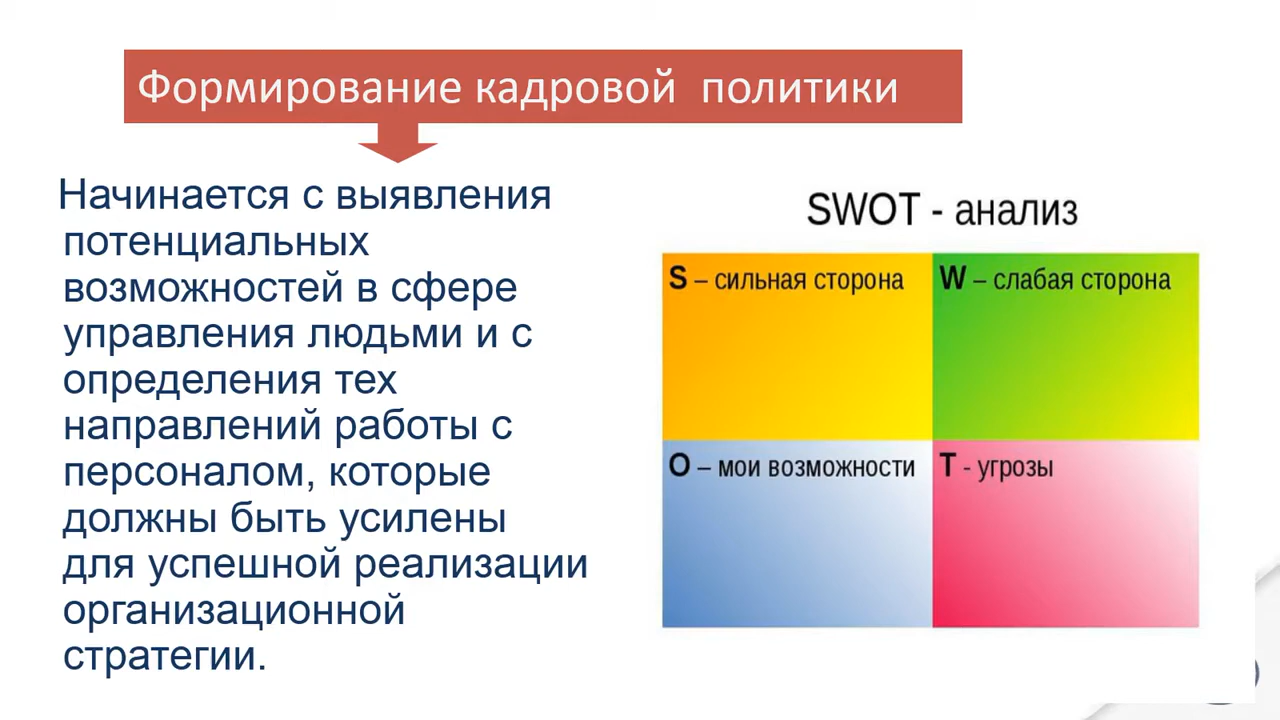 Формирование кадровой политики
Начинается с выявления
потенциальных
возможностей в сфере
управления людьми и с
определения тех
направлений работы с
персоналом, которые
должны быть усилены
для успешной реализации
организационной
стратегии.
SWOT - анализ
S – сильная сторона
W – слабая сторона
O – мои возможности
T - угрозы